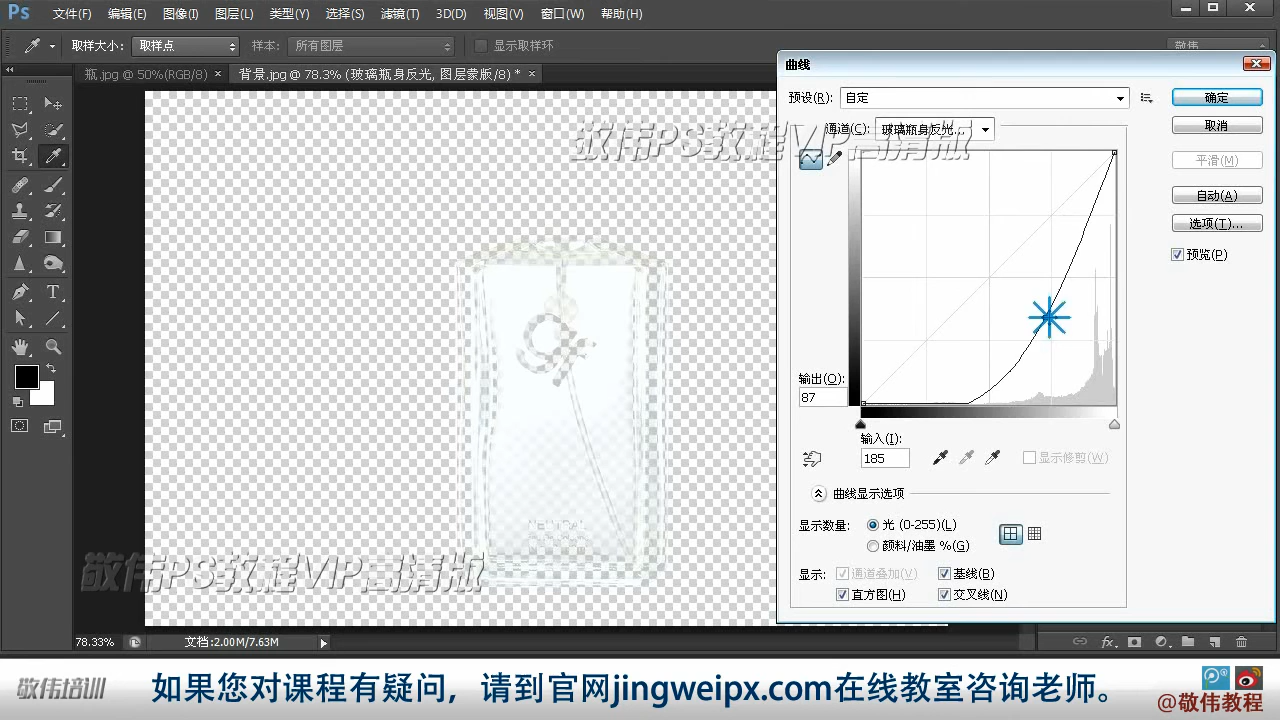 Ps 文件(F) 编辑(E) 图像(I) 图层(L) 类型(Y) 选择(S) 滤镜(T) 3D(D) 视图(V) 窗口(W) 帮助(H)
取样大小: 取样点 样本: 所有图层 显示取样环 敬伟
瓶.jpg @ 50%(RGB/8) × 背景.jpg @ 78.3% (玻璃瓶身反光, 图层蒙版/8) * ×
曲线
预设(R): 自定
确定
通道(C): 玻璃瓶身反光...
取消
敬伟PS教程VIP高清版
平滑(M)
自动(A)
选项(T)...
预览(P)
输出(O):
87
输入(I):
185
显示修剪(W)
曲线显示选项
显示数量: 光 (0-255)(L)
颜料/油墨 %(G)
显示: 通道叠加(V) 基线(B)
直方图(H) 交叉线(N)
NEUTRAL
敬伟PS教程VIP高清版
78.33% 文档:2.00M/7.63M
fx
敬伟培训 如果您对课程有疑问，请到官网jingweipx.com在线教室咨询老师。
@敬伟教程